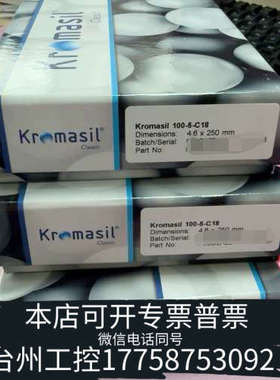 Kromasil®
Classic
Kromasil 100-5-C18
Dimensions: 4.6 x 250 mm
Batch/Serial:
Part No:
Kromasil®
Classic
Kromasil 100-5-C18
Dimensions: 4.6 x 250 mm
Batch/Serial:
Part No:
本店可开专票普票
微信电话同号
台州工控17758753092